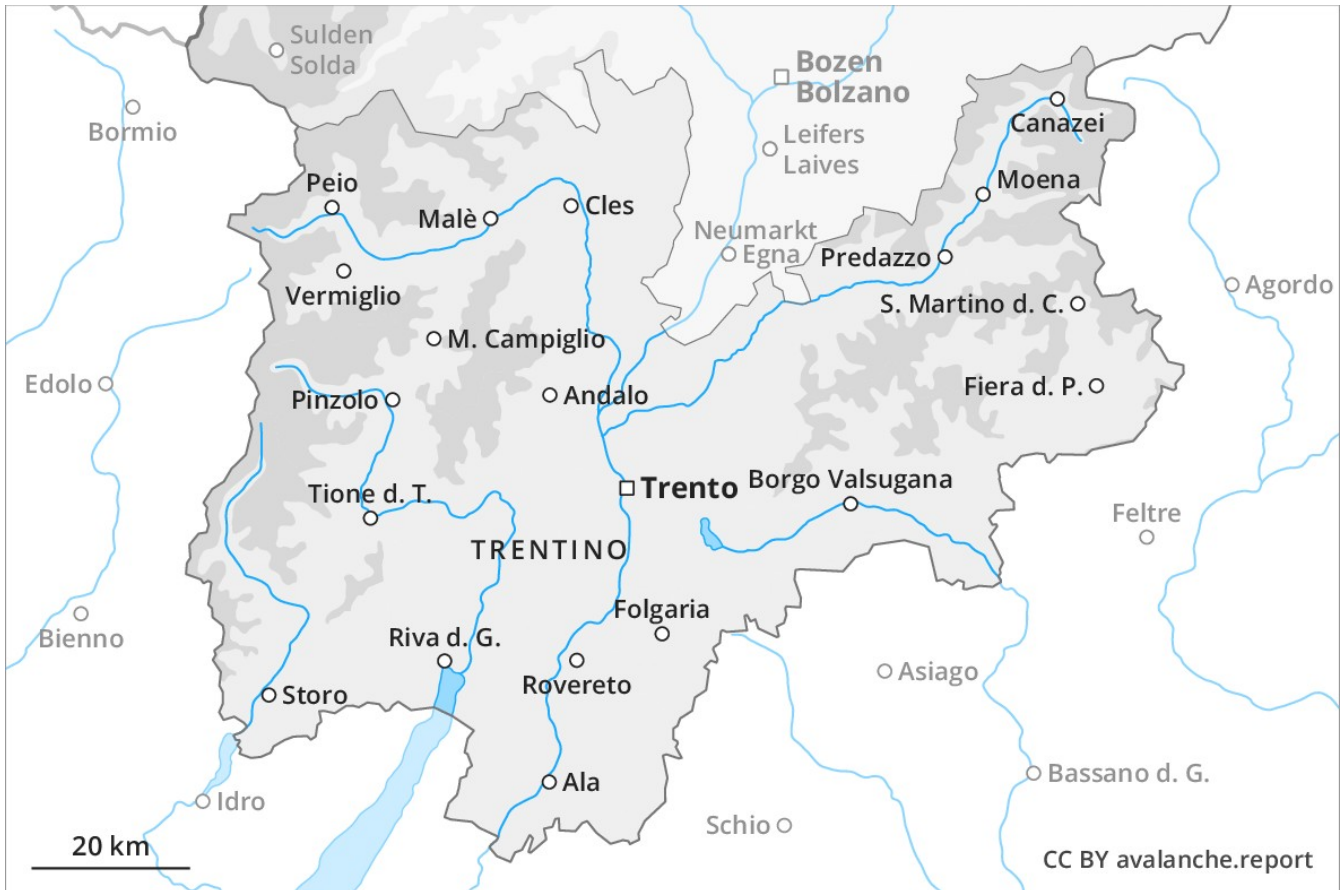 Sulden
Solda
Bozen
Bolzano
Bormio
Canazei
Leifers
Laives
Peio
Moena
Malè
Cles
Neumarkt
Egna
Predazzo
Vermiglio
S. Martino d. C.
Agordo
M. Campiglio
Edolo
Pinzolo
Andalo
Fiera d. P.
Tione d. T.
Trento
Borgo Valsugana
Feltre
TRENTINO
Bienno
Folgaria
Riva d. G.
Asiago
Storo
Rovereto
Idro
Ala
Bassano d. G.
Schio
20 km
CC BY avalanche.report